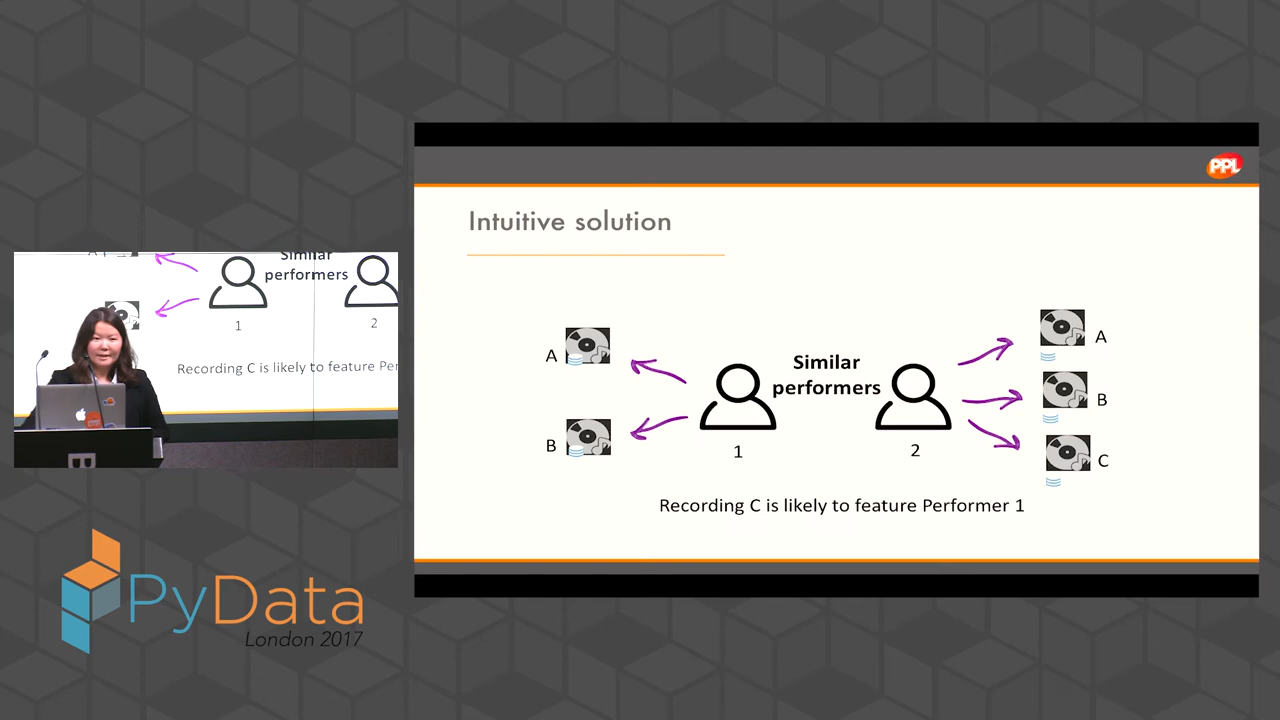 PPL
Intuitive solution
A
B
Similar
performers
1
2
A
B
C
Recording C is likely to feature Performer 1
Similar
performers
1
2
Recording C is likely to feature Per
PyData
London 2017